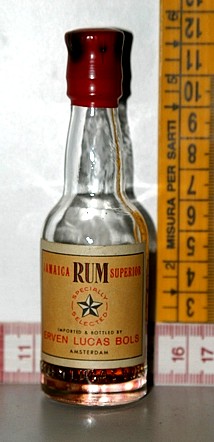 JAMAICA RUM SUPERIOR
SPECIALLY
SELECTED
IMPORTED & BOTTLED BY
ERVEN LUCAS BOLS
AMSTERDAM
MISURA PER SARTI
2
3
4
5
6
7
8
9
10
11
12
11
16
17